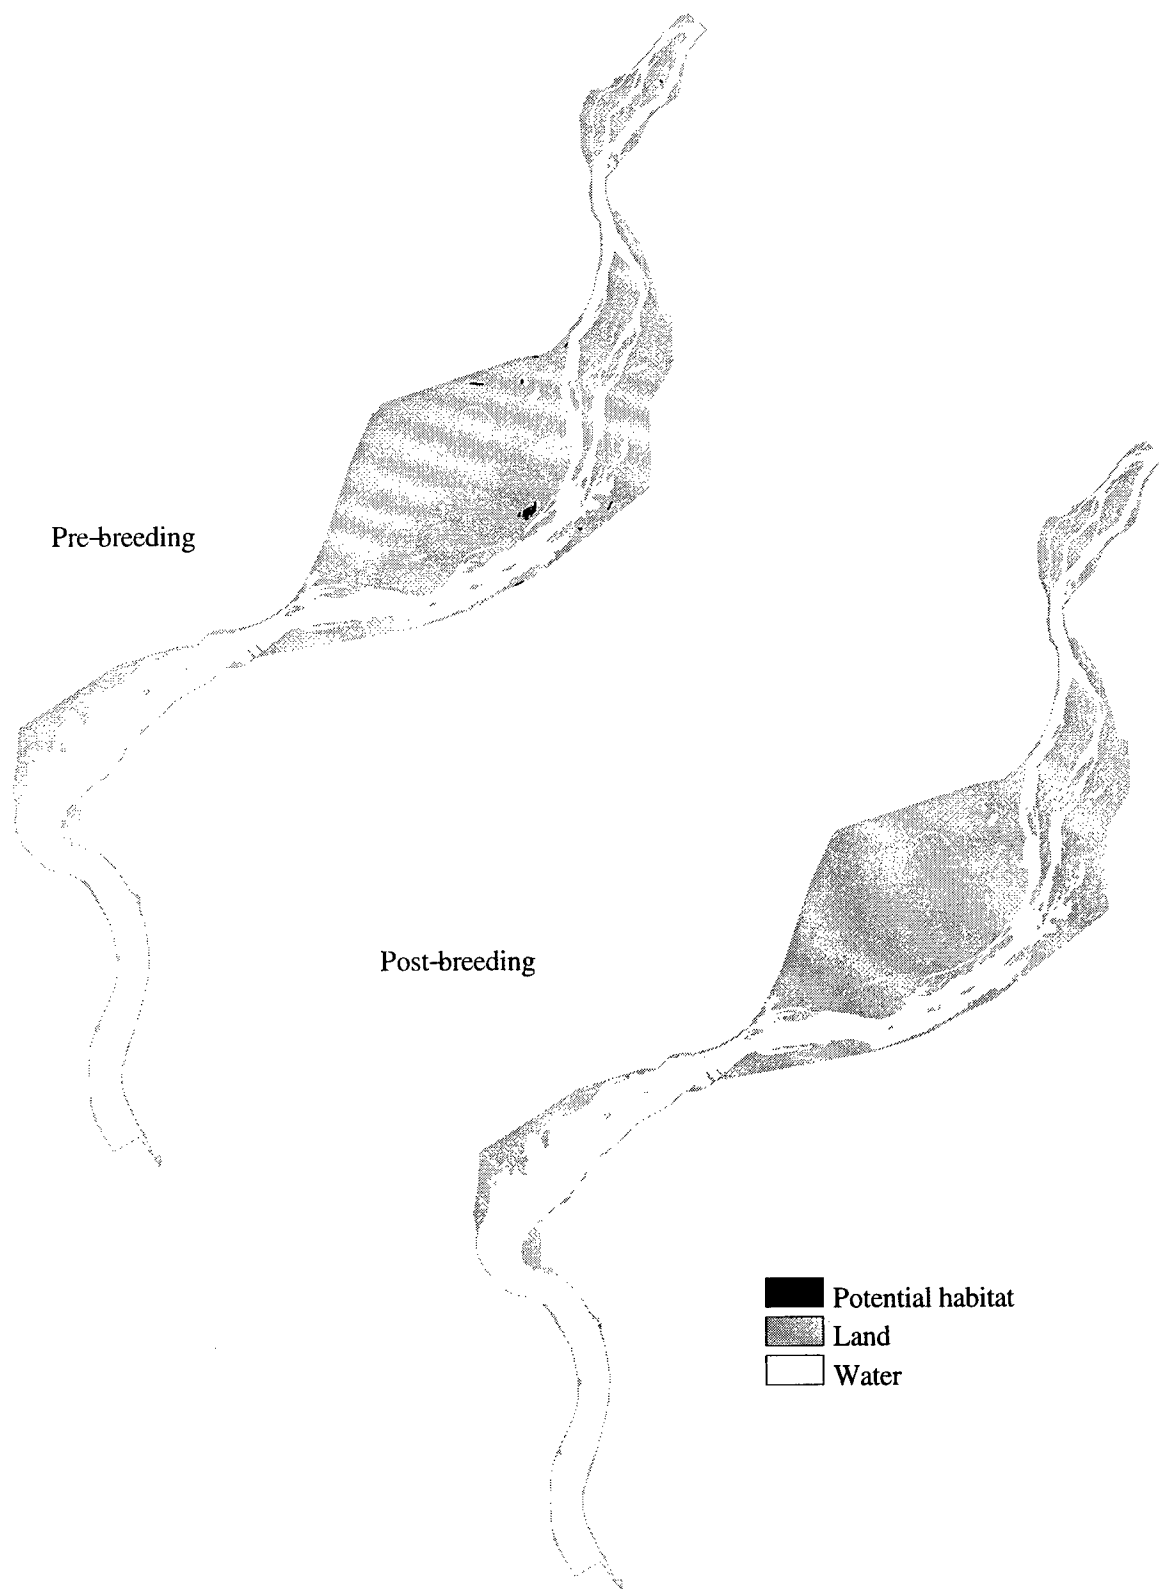 Pre-breeding
Post-breeding
Potential habitat
Land
Water